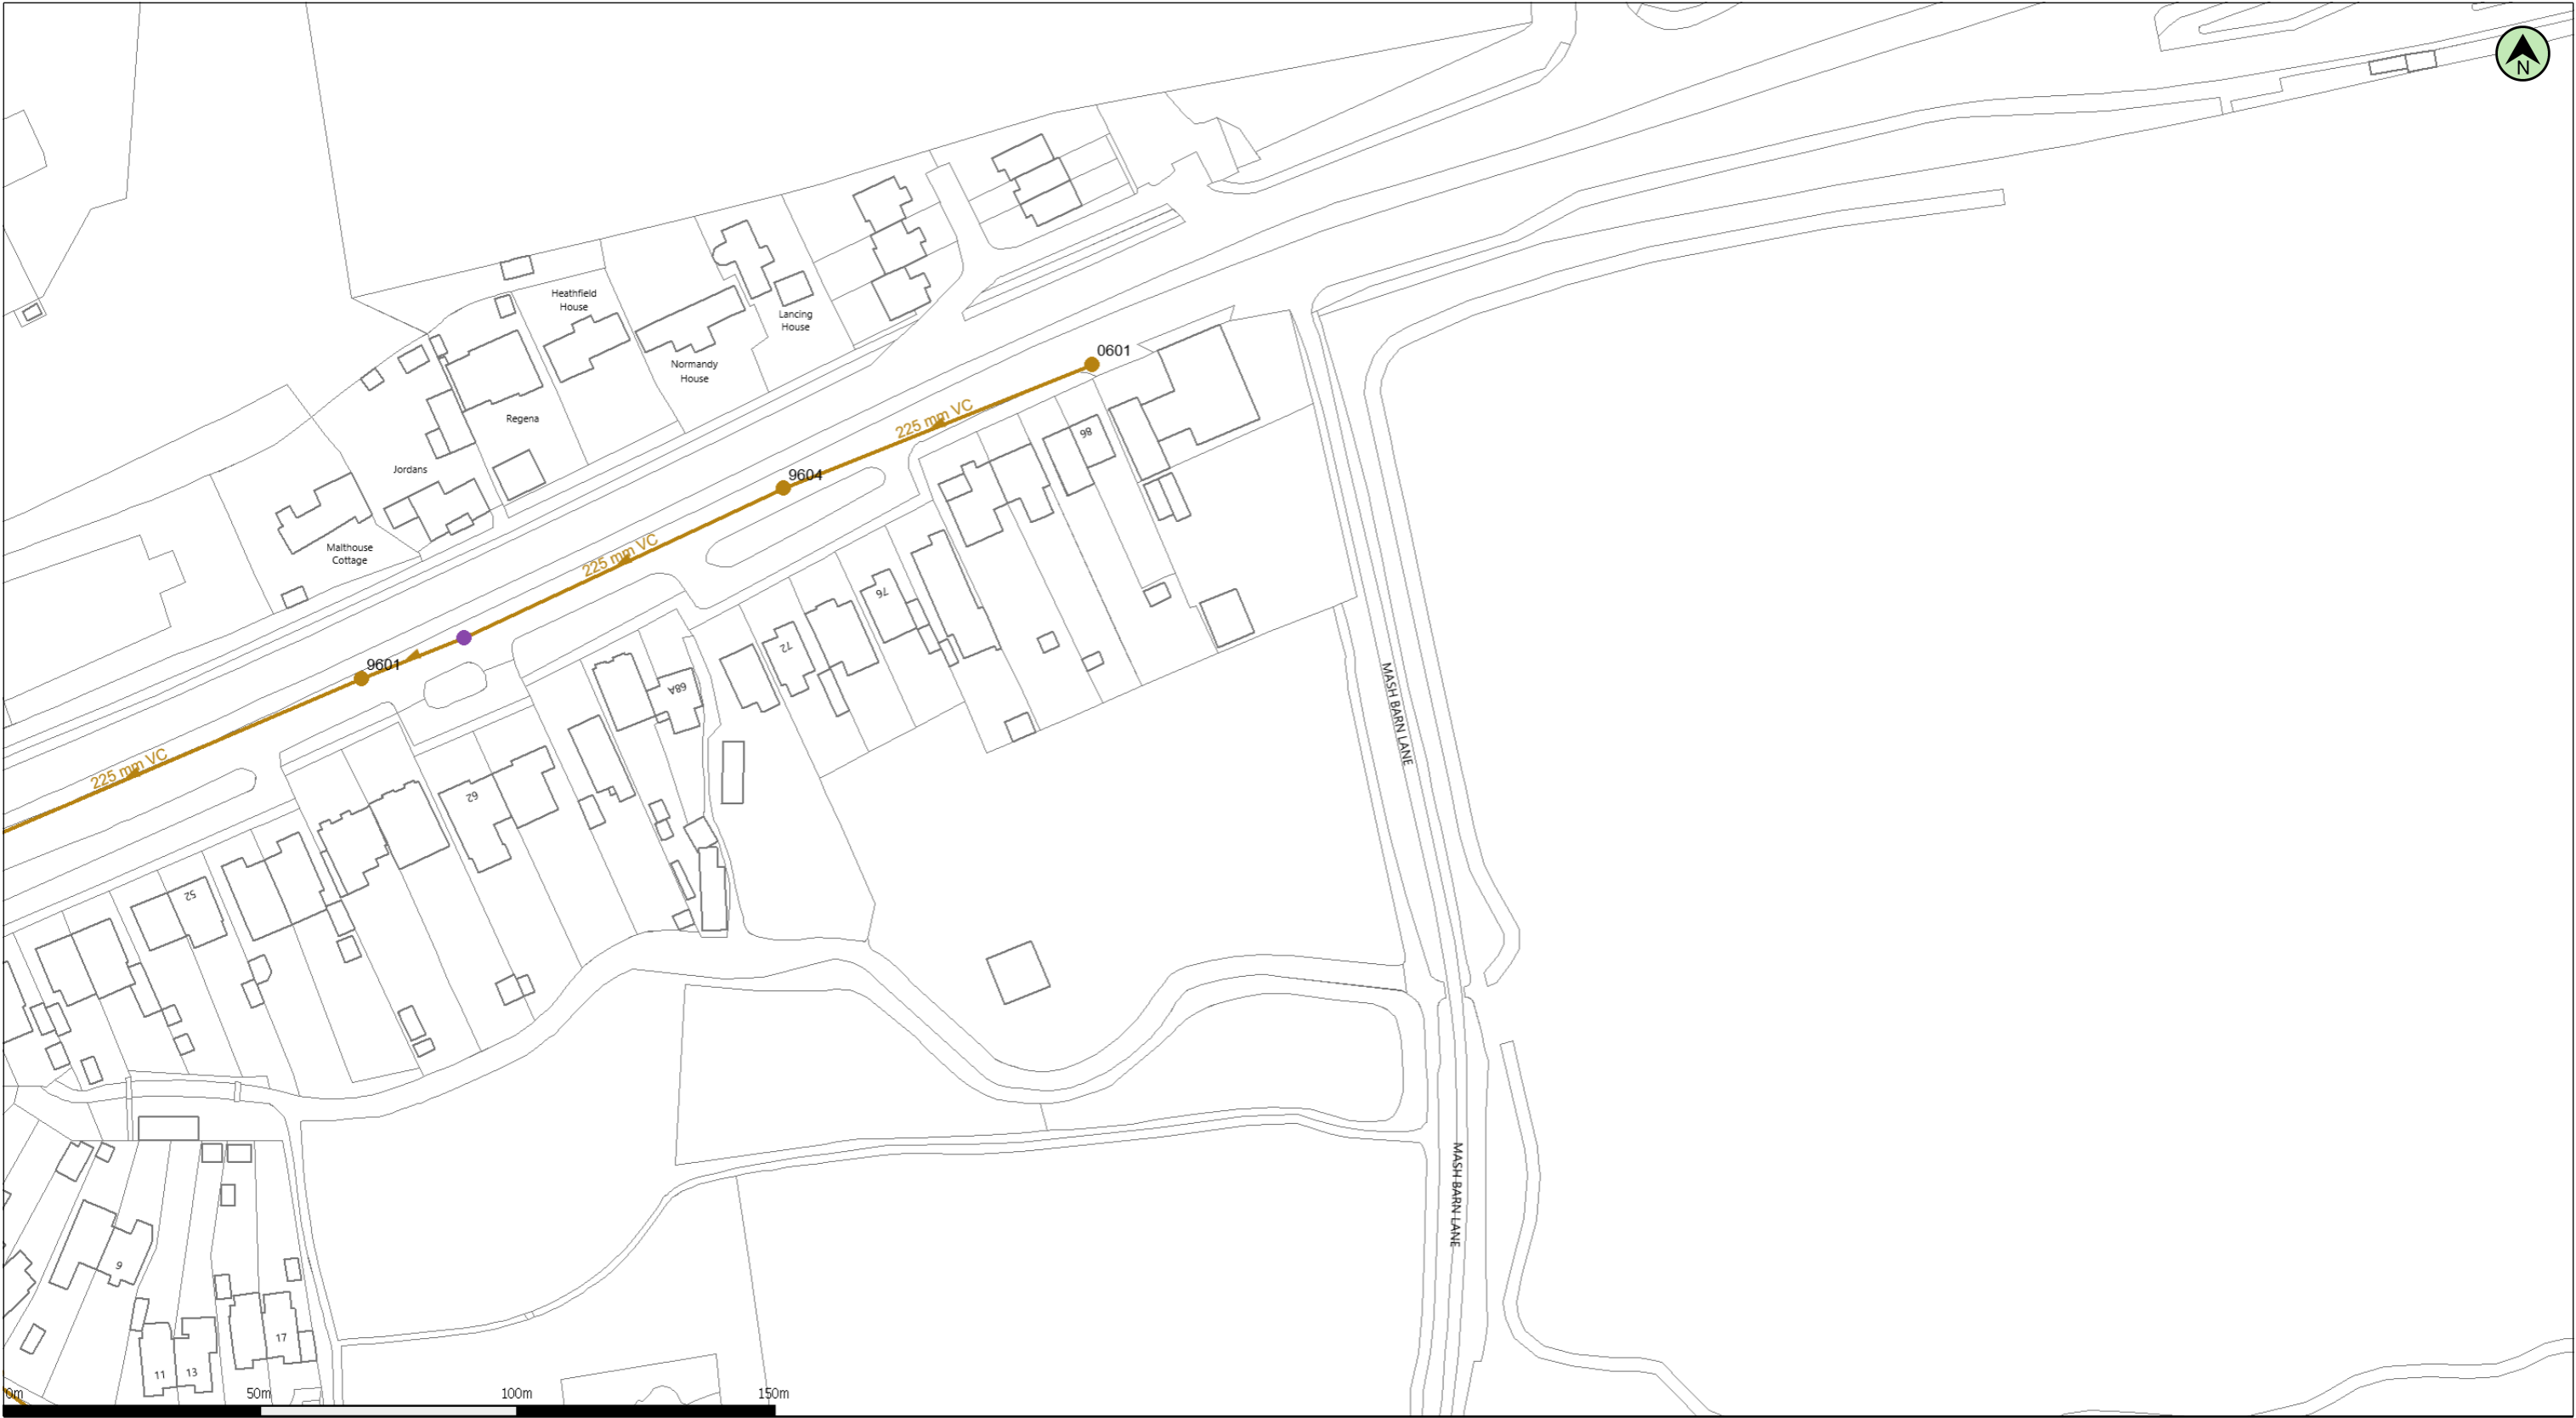 N
Heathfield
House
Lancing
House
0601
Normandy
House
225 mm VC
Regena
86
Jordans
9604
Malthouse
Cottage
225 mm VC
76
72
9601
68A
MASH BARN LANE
225 mm VC
62
52
MASH BARN LANE
9
17
11
13
0m
50m
100m
150m